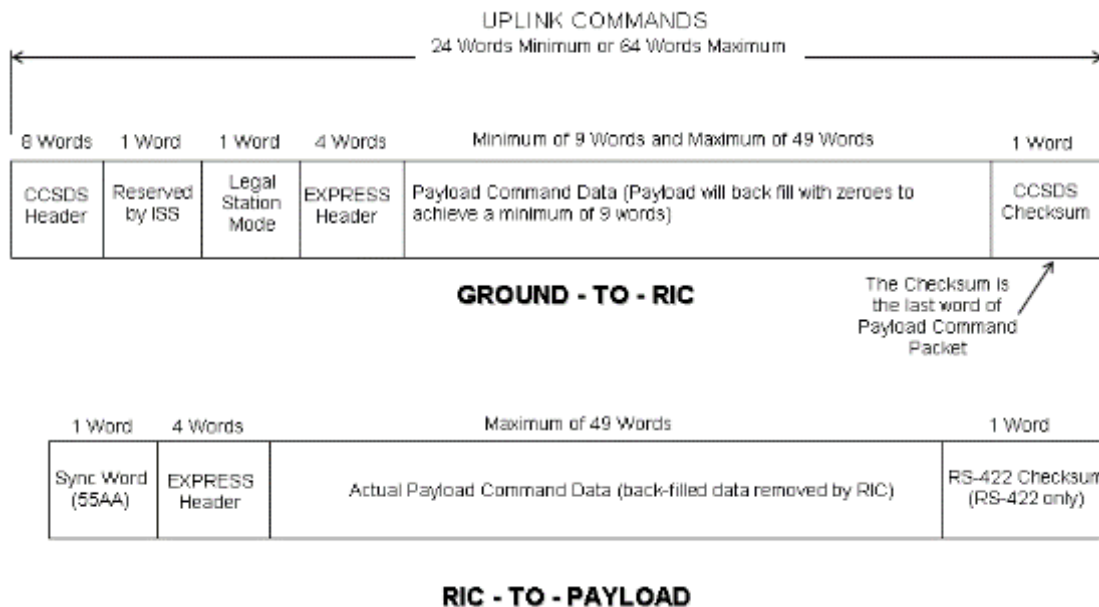 UPLINK COMMANDS
24 Words Minimum or 64 Words Maximum
8 Words
1 Word
1 Word
4 Words
Minimum of 9 Words and Maximum of 49 Words
1 Word
CCSDS
Header
Reserved
by ISS
Legal
Station
Mode
EXPRESS
Header
Payload Command Data (Payload will back fill with zeroes to
achieve a minimum of 9 words)
CCSDS
Checksum
GROUND - TO - RIC
The Checksum is
the last word of
Payload Command
Packet
1 Word
4 Words
Maximum of 49 Words
1 Word
Sync Word
(55AA)
EXPRESS
Header
Actual Payload Command Data (back-filled data removed by RIC)
RS-422 Checksum
(RS-422 only)
RIC - TO - PAYLOAD